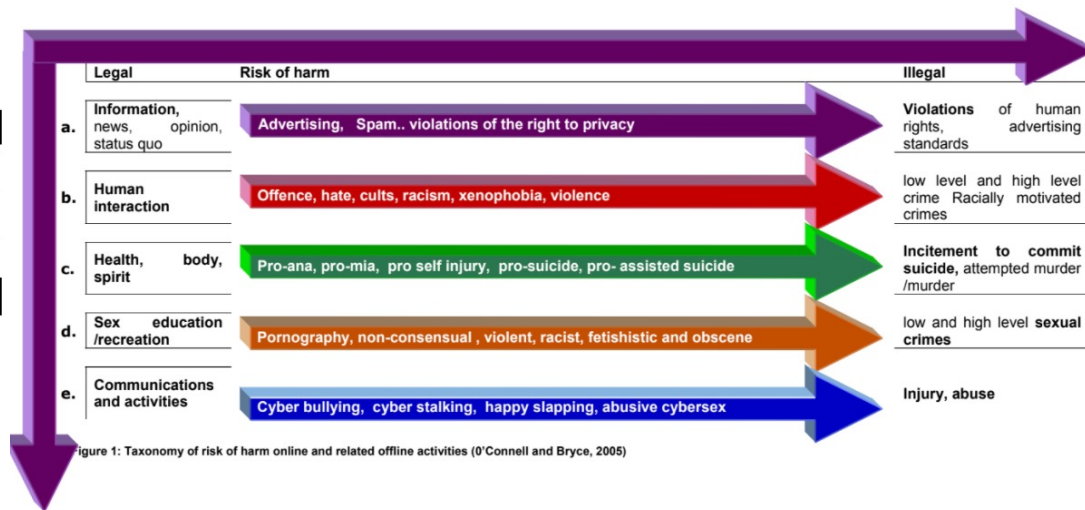 Legal Risk of harm Illegal
a. Information,
news, opinion,
status quo
Advertising, Spam.. violations of the right to privacy
Violations of human
rights, advertising
standards
b. Human
interaction
Offence, hate, cults, racism, xenophobia, violence
low level and high level
crime Racially motivated
crimes
c. Health, body,
spirit
Pro-ana, pro-mia, pro self injury, pro-suicide, pro- assisted suicide
Incitement to commit
suicide, attempted murder
/murder
d. Sex education
/recreation
Pornography, non-consensual , violent, racist, fetishistic and obscene
low and high level sexual
crimes
e. Communications
and activities
Cyber bullying, cyber stalking, happy slapping, abusive cybersex
Injury, abuse
igure 1: Taxonomy of risk of harm online and related offline activities (0'Connell and Bryce, 2005)